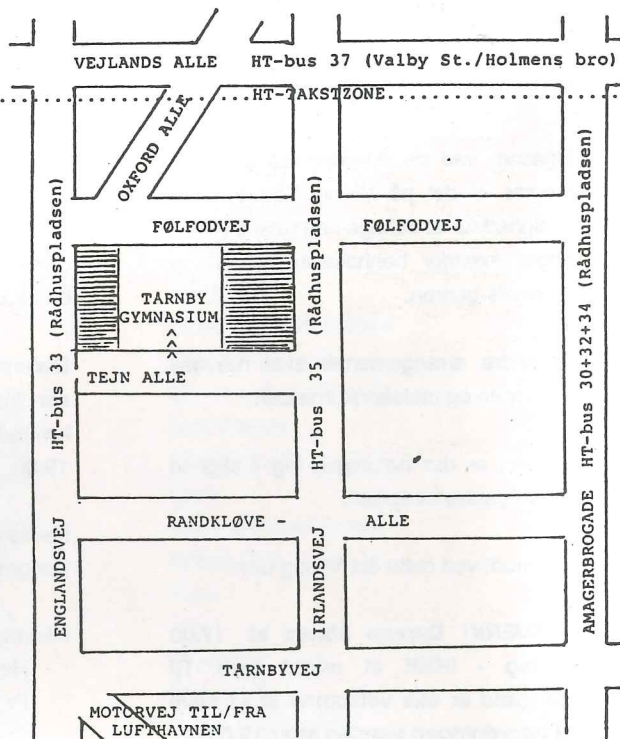 VEJLANDS ALLE HT-bus 37 (Valby St./Holmens bro)
HT-TAKSTZONE
OXFORD ALLE
FØLFODVEJ FØLFODVEJ
TÅRNBY
GYMNASIUM
TEJN ALLE
ENGLANDSVEJ HT-bus 13 (Rådhuspladsen)
IRLANDSVEJ HT-bus 35 (Rådhuspladsen)
AMAGERBROGADE HT-bus 30+32+34 (Rådhuspladsen)
RANDKLØVE - ALLE
TÅRNBYVEJ
MOTORVEJ TIL/FRA
LUFTHAVNEN